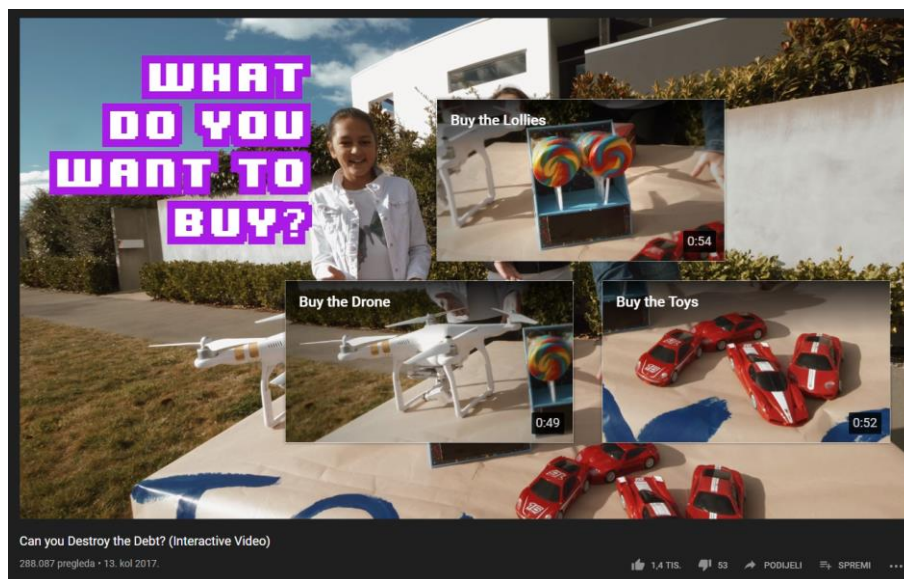 WHAT
DO YOU
WANT TO
BUY?
Buy the Lollies
0:54
Buy the Drone
0:49
Buy the Toys
0:52
Can you Destroy the Debt? (Interactive Video)
288.087 pregleda • 13. kol 2017.
1,4 TIS. 53 PODIJELI SPREMI